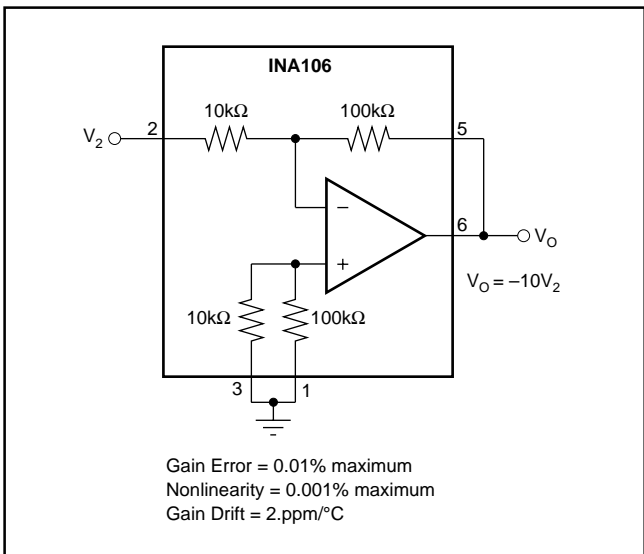 INA106
10kΩ 100kΩ
V2 2 5
−
6
VO
+
VO = –10V2
10kΩ 100kΩ
3 1
Gain Error = 0.01% maximum
Nonlinearity = 0.001% maximum
Gain Drift = 2.ppm/°C